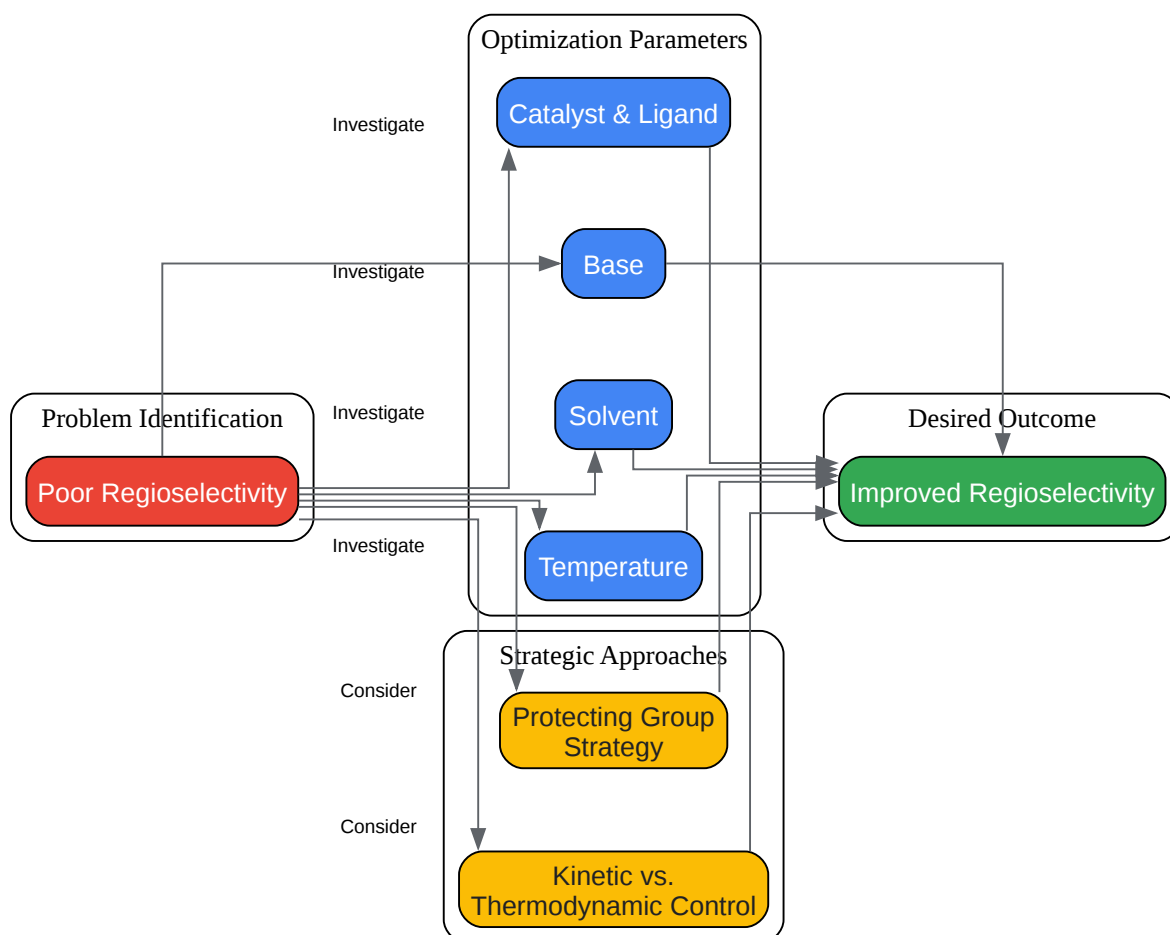 Optimization Parameters
Catalyst & Ligand
Investigate
Base
Investigate
Solvent
Investigate
Problem Identification
Poor Regioselectivity
Desired Outcome
Improved Regioselectivity
Investigate
Temperature
Strategic Approaches
Consider
Protecting Group
Strategy
Consider
Kinetic vs.
Thermodynamic Control